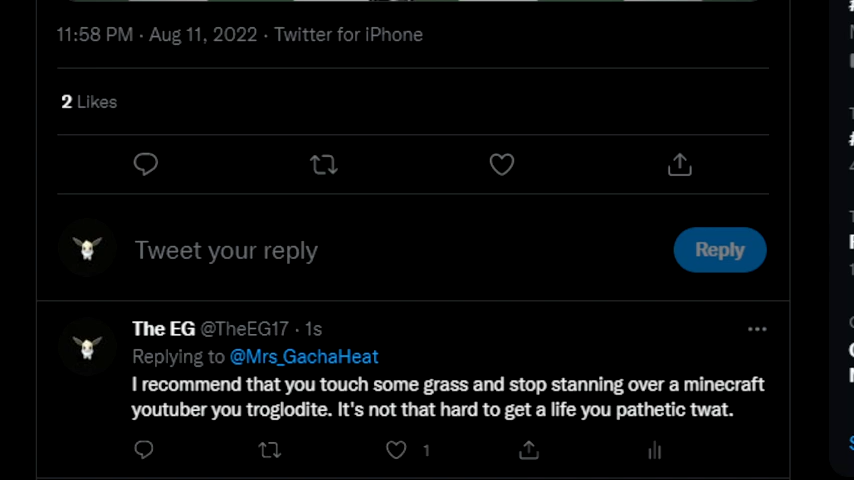 11:58 PM · Aug 11, 2022 · Twitter for iPhone
2 Likes
Tweet your reply
Reply
The EG @TheEG17 · 1s
Replying to @Mrs_GachaHeat
I recommend that you touch some grass and stop stanning over a minecraft
youtuber you troglodite. It's not that hard to get a life you pathetic twat.
1